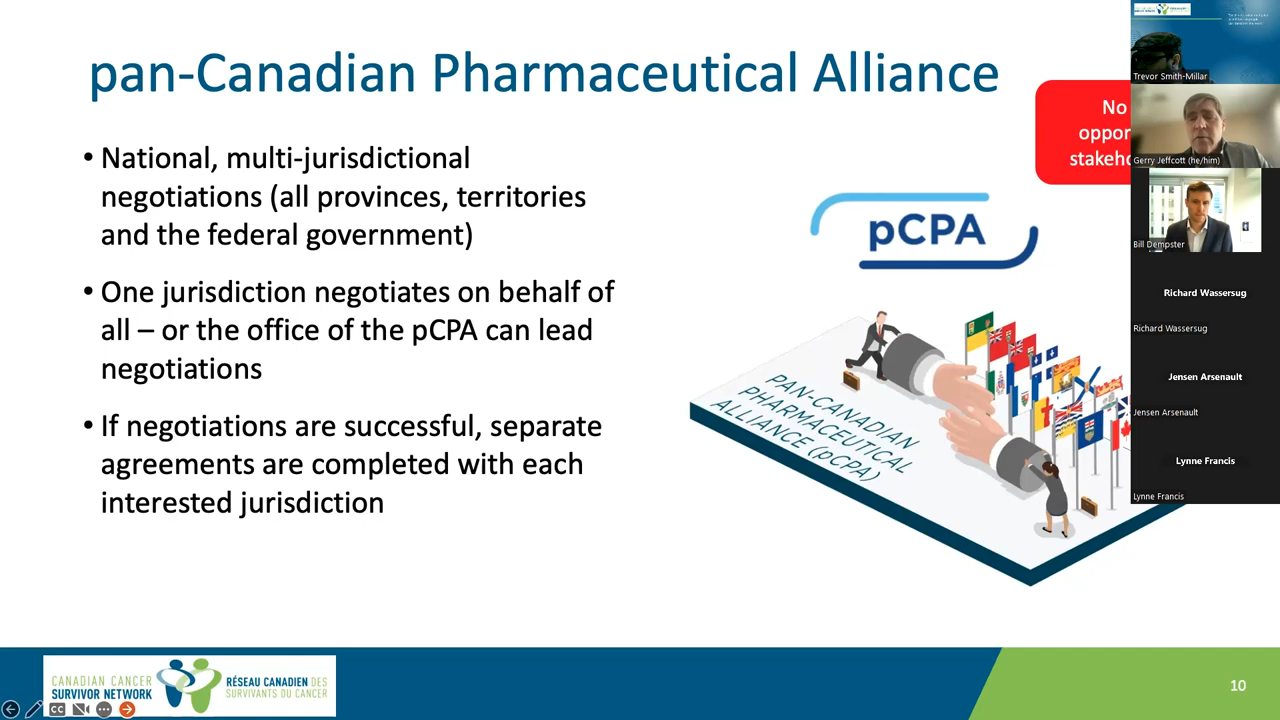 pan-Canadian Pharmaceutical Alliance
• National, multi-jurisdictional
negotiations (all provinces, territories
and the federal government)
• One jurisdiction negotiates on behalf of
all – or the office of the pCPA can lead
negotiations
• If negotiations are successful, separate
agreements are completed with each
interested jurisdiction
No
oppor
stakeho
pCPA
PAN-CANADIAN
PHARMACEUTICAL
ALLIANCE (pCPA)
Trevor Smith-Millar
Gerry Jeffcott (he/him)
Bill Dempster
Richard Wassersug
Richard Wassersug
Jensen Arsenault
Jensen Arsenault
Lynne Francis
Lynne Francis
CANADIAN CANCER
SURVIVOR NETWORK
RÉSEAU CANADIEN DES
SURVIVANTS DU CANCER
CC
10